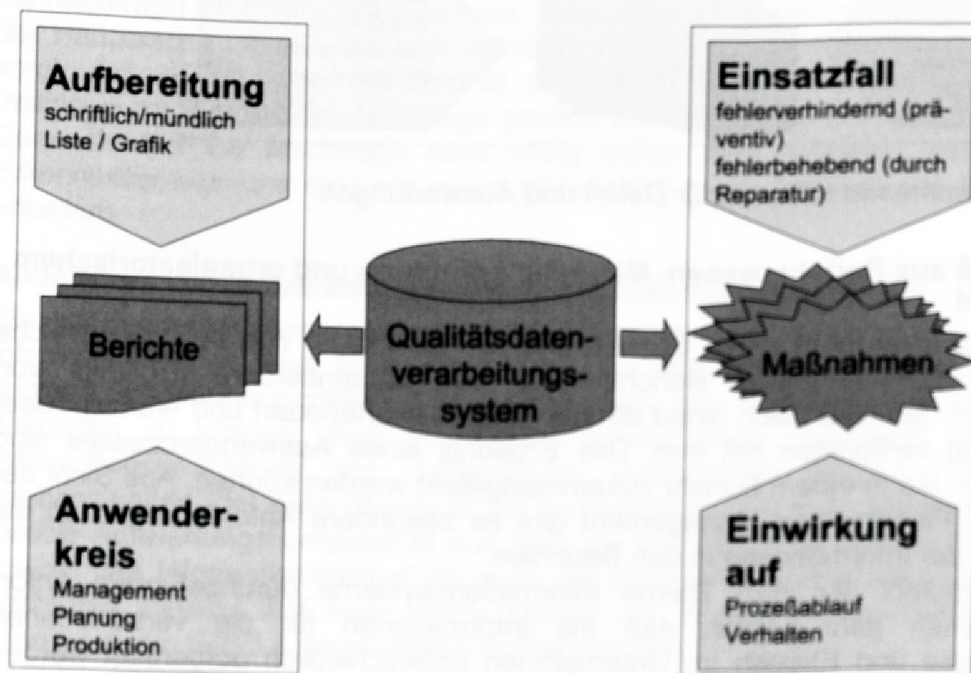 Aufbereitung
schriftlich/mündlich
Liste / Grafik
Einsatzfall
fehlerverhindernd (prä-
ventiv)
fehlerbehebend (durch
Reparatur)
Berichte
Qualitätsdaten-
verarbeitungs-
system
Maßnahmen
Anwender-
kreis
Management
Planung
Produktion
Einwirkung
auf
Prozeßablauf
Verhalten